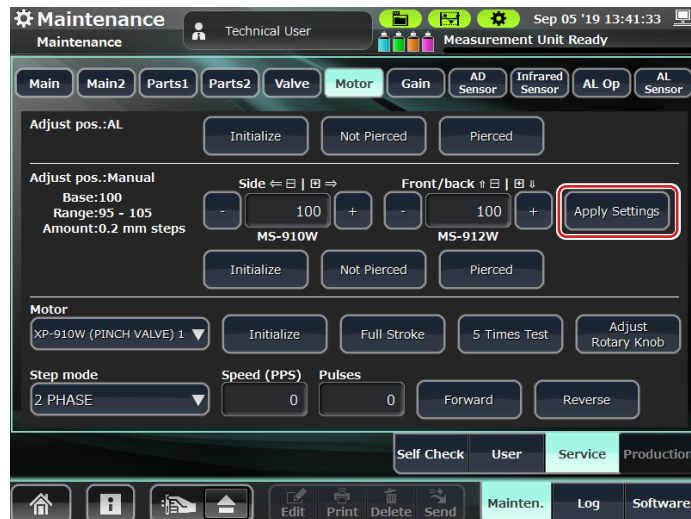 Maintenance
Maintenance
Technical User
Sep 05 '19 13:41:33
Measurement Unit Ready
Main Main2 Parts1 Parts2 Valve Motor Gain AD Sensor Infrared Sensor AL Op AL Sensor
Adjust pos.:AL
Initialize Not Pierced Pierced
Adjust pos.:Manual
Base:100
Range:95 - 105
Amount:0.2 mm steps
Side ⇐ ⊟ | ⊞ ⇒ Front/back ⇑ ⊟ | ⊞ ⇓
- 100 + - 100 + Apply Settings
MS-910W MS-912W
Initialize Not Pierced Pierced
Motor
XP-910W (PINCH VALVE) 1 ▼ Initialize Full Stroke 5 Times Test Adjust Rotary Knob
Step mode Speed (PPS) Pulses
2 PHASE ▼ 0 0 Forward Reverse
Self Check User Service Production
Edit Print Delete Send Mainten. Log Software